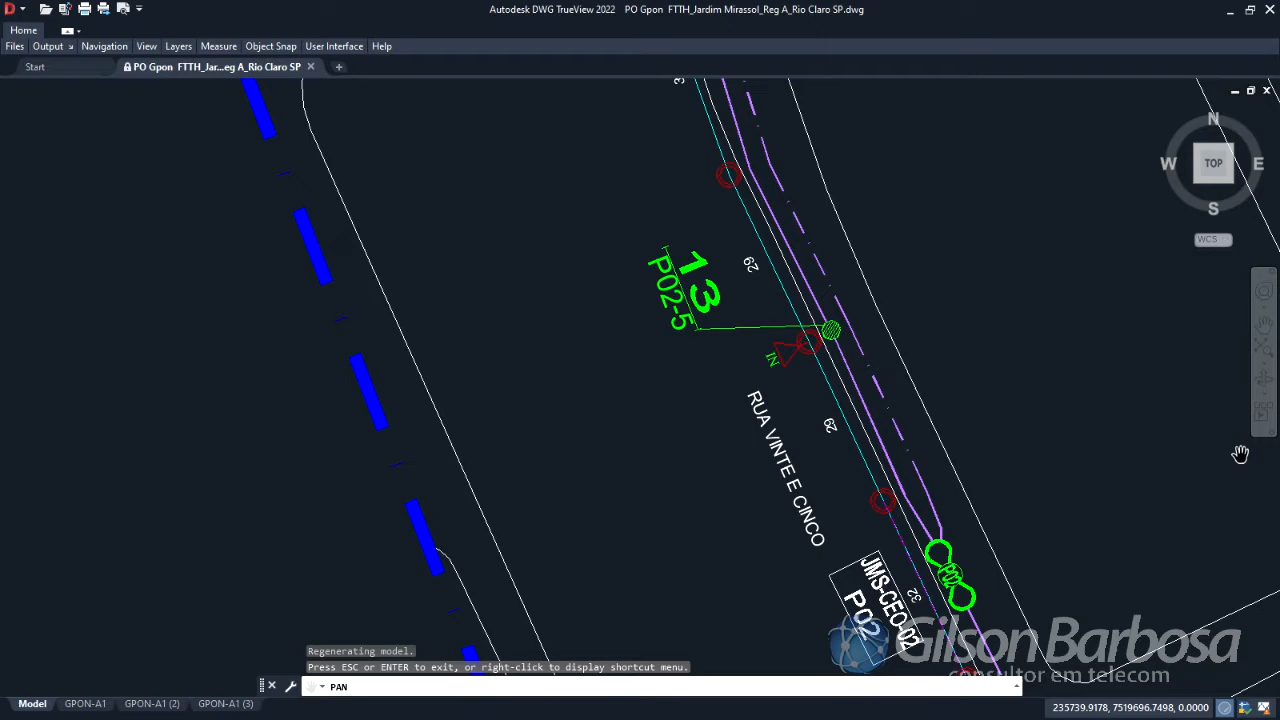 Autodesk DWG TrueView 2022 PO Gpon FTTH_Jardim Mirassol_Reg A_Rio Claro SP.dwg
Home
Files Output Navigation View Layers Measure Object Snap User Interface Help
Start
PO Gpon FTTH_Jar...eg A_Rio Claro SP
N
W TOP E
S
WCS
3
29
13
P02-5
IN
29
RUA VINTE E CINCO
JMS-CEO-02
P02
32
P02
Gilson Barbosa
consultor em telecom
Regenerating model.
Press ESC or ENTER to exit, or right-click to display shortcut menu.
PAN
Model GPON-A1 GPON-A1 (2) GPON-A1 (3)
235739.9178, 7519696.7498, 0.0000